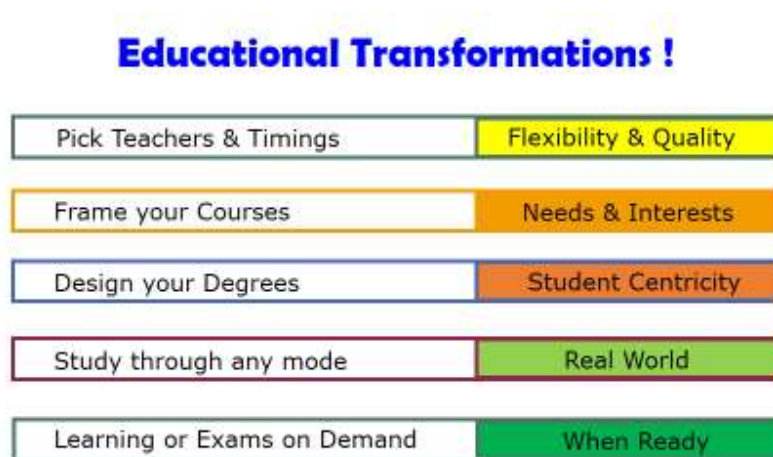 Educational Transformations !
Pick Teachers & Timings Flexibility & Quality
Frame your Courses Needs & Interests
Design your Degrees Student Centricity
Study through any mode Real World
Learning or Exams on Demand When Ready